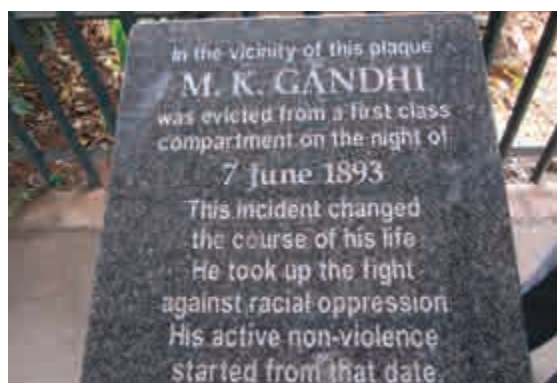 In the vicinity of this plaque
M. K. GANDHI
was evicted from a first class
compartment on the night of
7 June 1893
This incident changed
the course of his life
He took up the fight
against racial oppression
His active non-violence
started from that date